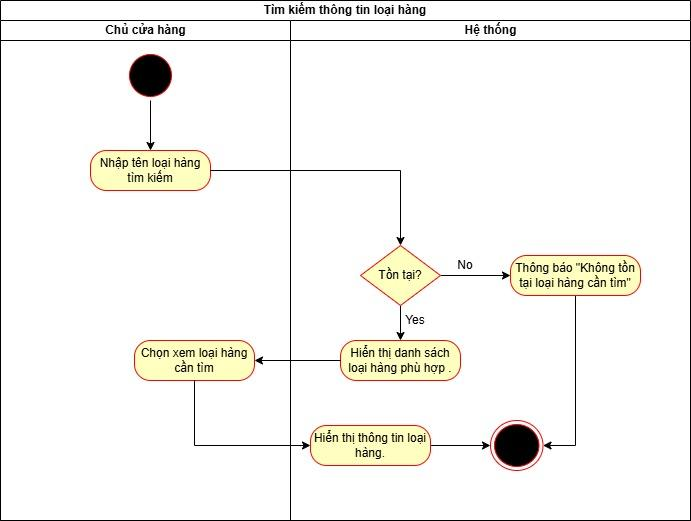 Tìm kiếm thông tin loại hàng
Chủ cửa hàng
Hệ thống
Nhập tên loại hàng
tìm kiếm
Tồn tại?
No
Thông báo "Không tồn
tại loại hàng cần tìm"
Yes
Chọn xem loại hàng
cần tìm
Hiển thị danh sách
loại hàng phù hợp .
Hiển thị thông tin loại
hàng.